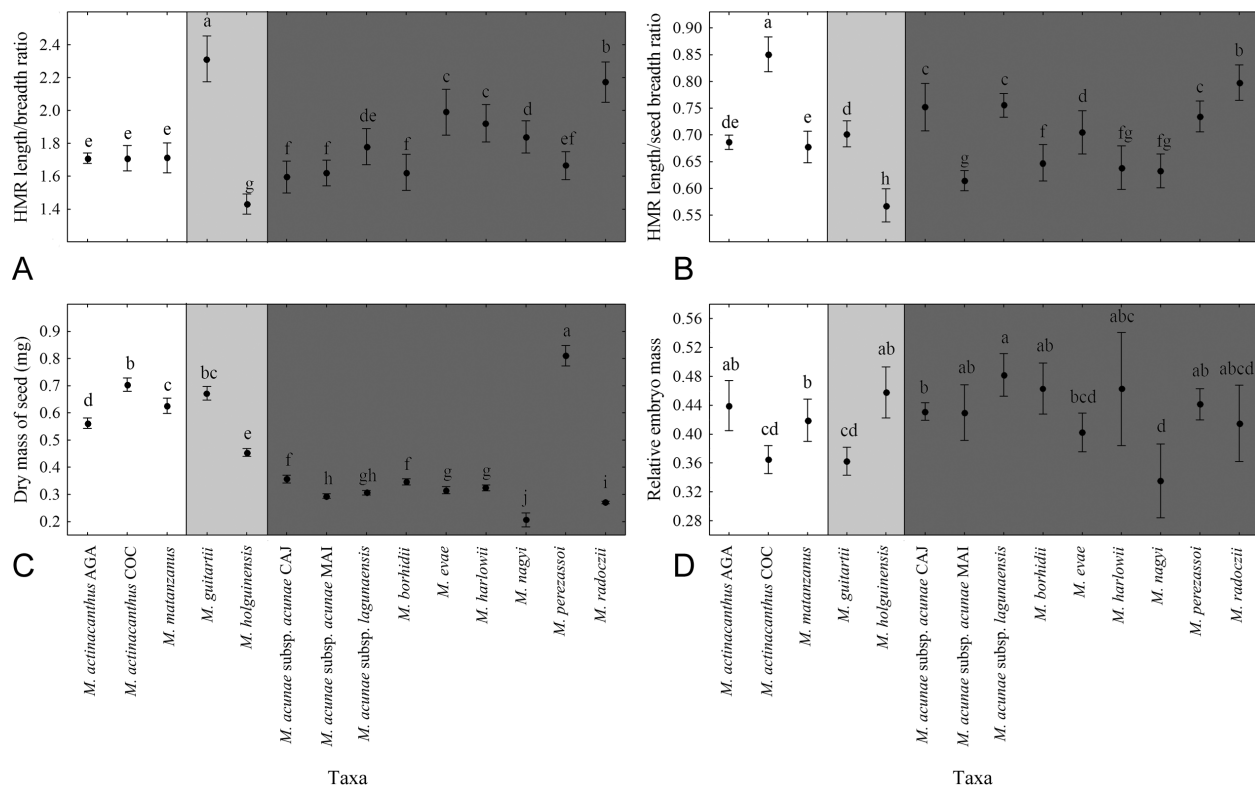 HMR length/breadth ratio
2.4
2.2
2.0
1.8
1.6
1.4
e
e
e
a
g
f
f
de
f
c
c
d
ef
b
A
HMR length/seed breadth ratio
0.90
0.85
0.80
0.75
0.70
0.65
0.60
0.55
de
a
e
d
h
c
g
c
f
d
fg
fg
c
b
B
Dry mass of seed (mg)
0.9
0.8
0.7
0.6
0.5
0.4
0.3
0.2
d
b
c
bc
e
f
h
gh
f
g
g
j
a
i
C
M. actinacanthus AGA
M. actinacanthus COC
M. matanzanus
M. guitartii
M. holguinensis
M. acunae subsp. acunae CAJ
M. acunae subsp. acunae MAI
M. acunae subsp. lagunaensis
M. borhidii
M. evae
M. harlowii
M. nagyi
M. perezassoi
M. radoczii
Taxa
Relative embryo mass
0.56
0.52
0.48
0.44
0.40
0.36
0.32
0.28
ab
cd
b
cd
ab
b
ab
a
ab
bcd
abc
d
ab
abcd
D
M. actinacanthus AGA
M. actinacanthus COC
M. matanzanus
M. guitartii
M. holguinensis
M. acunae subsp. acunae CAJ
M. acunae subsp. acunae MAI
M. acunae subsp. lagunaensis
M. borhidii
M. evae
M. harlowii
M. nagyi
M. perezassoi
M. radoczii
Taxa